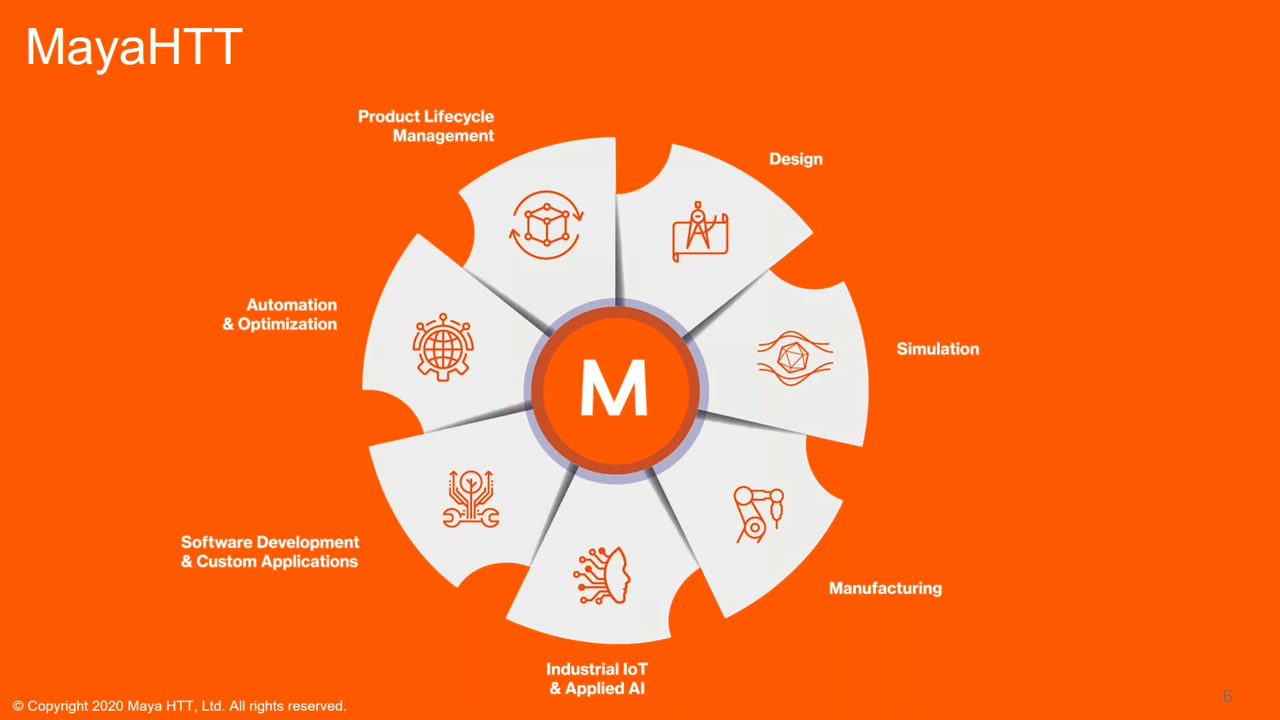 MayaHTT
Product Lifecycle
Management
Design
Automation
& Optimization
Simulation
M
Software Development
& Custom Applications
Manufacturing
Industrial IoT
& Applied AI
© Copyright 2020 Maya HTT, Ltd. All rights reserved.
6